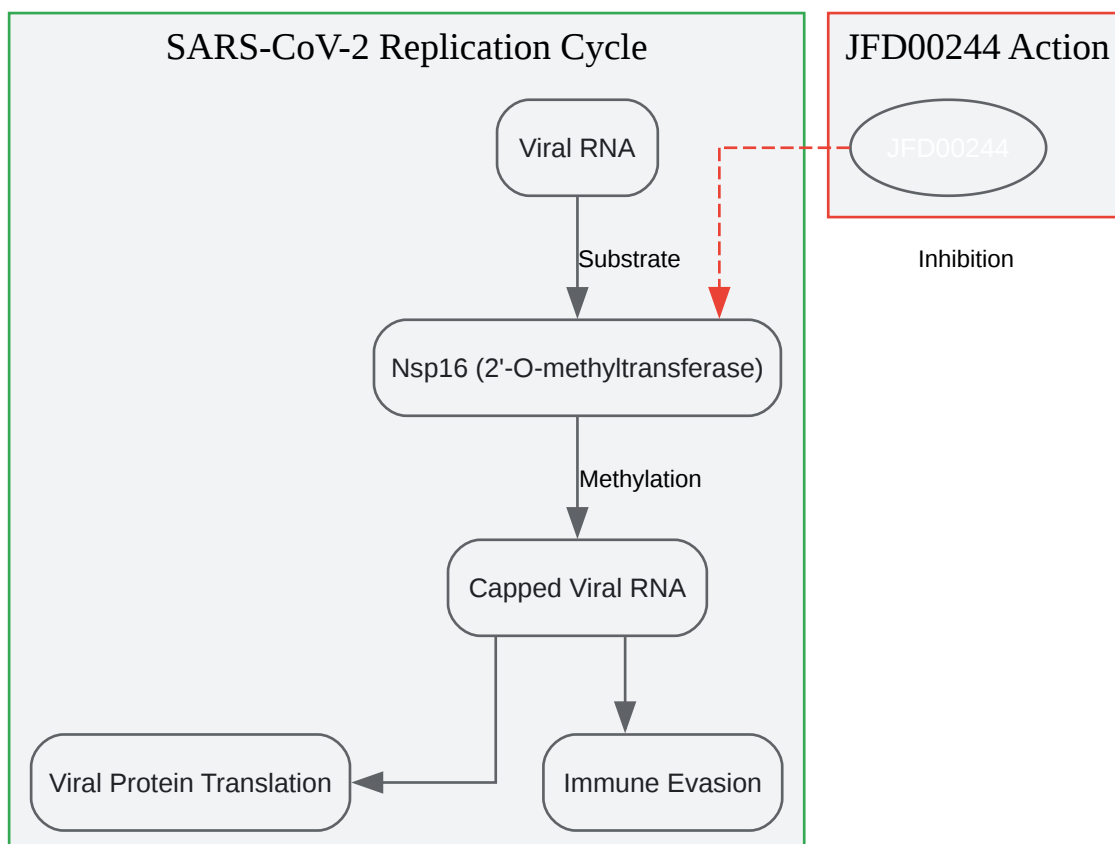 SARS-CoV-2 Replication Cycle
JFD00244 Action
Viral RNA
JFD00244
Substrate
Inhibition
Nsp16 (2'-O-methyltransferase)
Methylation
Capped Viral RNA
Viral Protein Translation
Immune Evasion